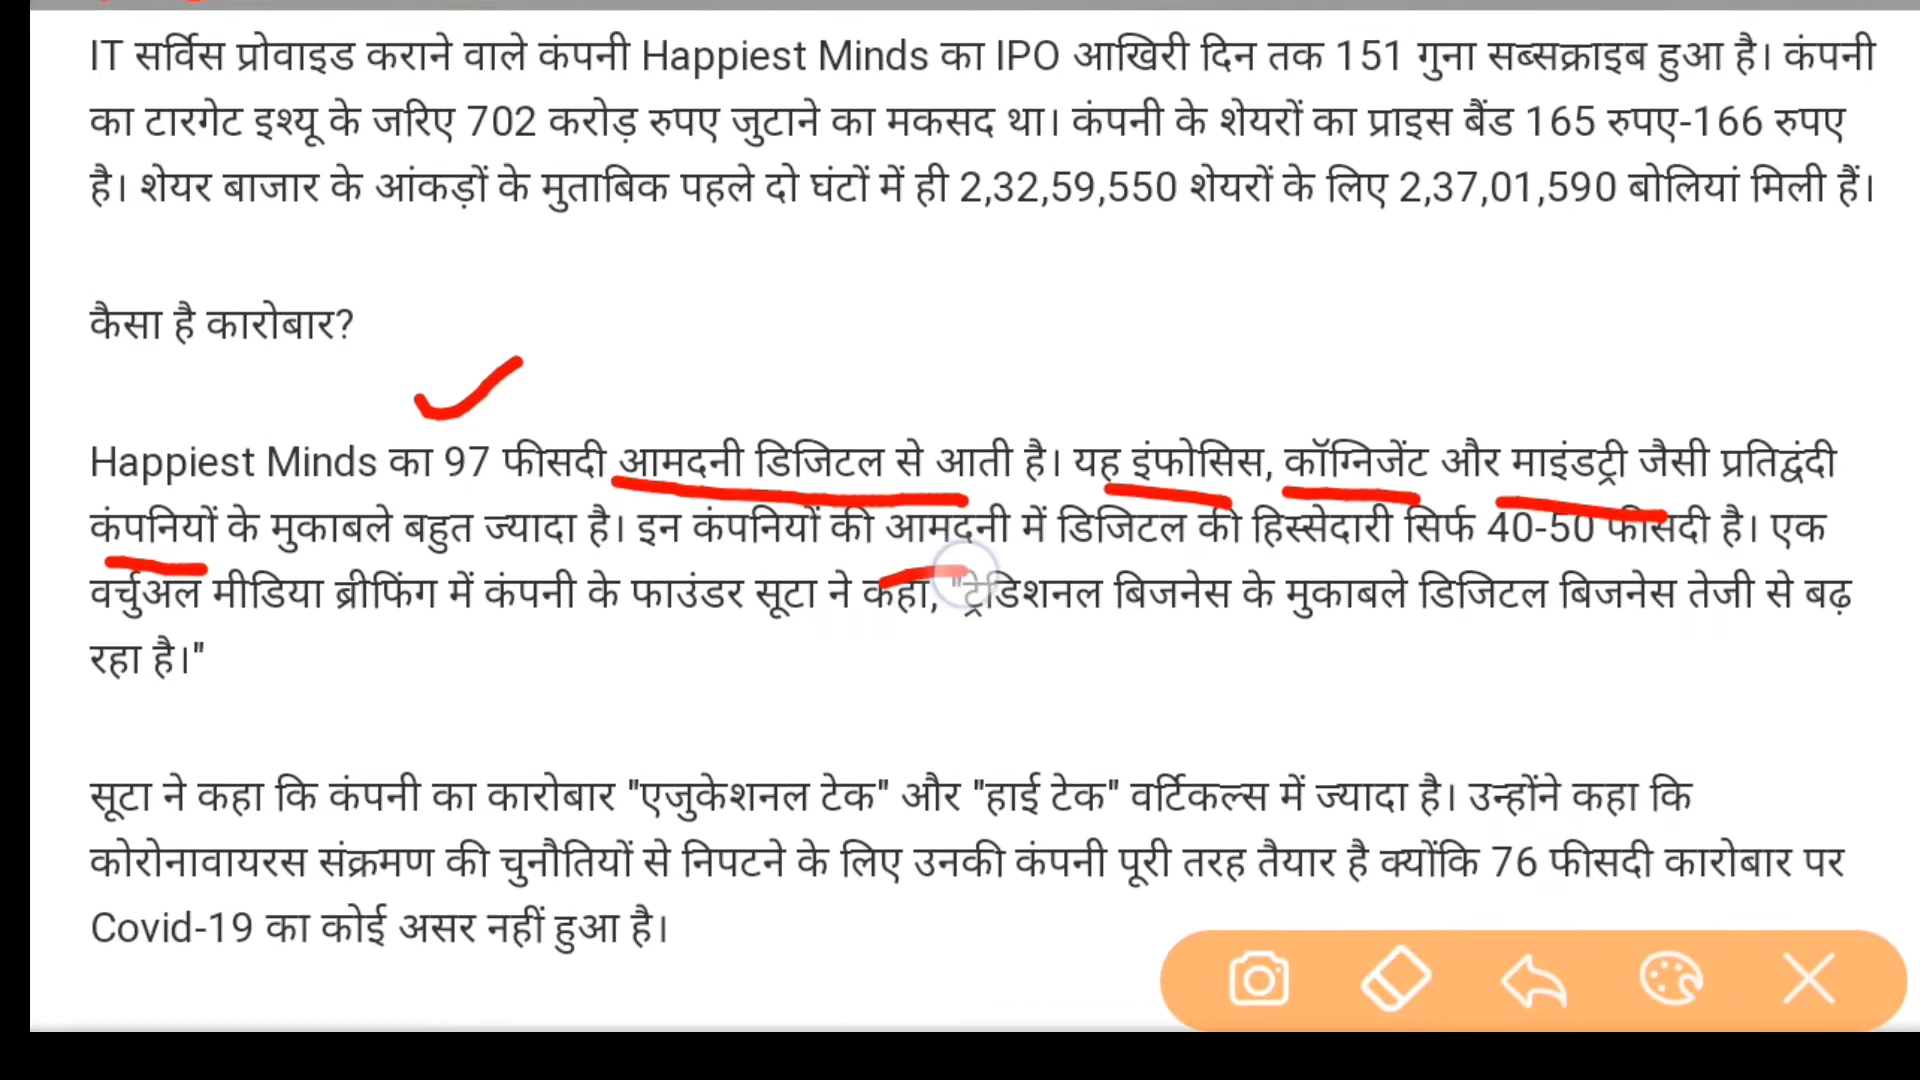 IT सर्विस प्रोवाइड कराने वाले कंपनी Happiest Minds का IPO आखिरी दिन तक 151 गुना सब्सक्राइब हुआ है। कंपनी
का टारगेट इश्यू के जरिए 702 करोड़ रुपए जुटाने का मकसद था। कंपनी के शेयरों का प्राइस बैंड 165 रुपए-166 रुपए
है। शेयर बाजार के आंकड़ों के मुताबिक पहले दो घंटों में ही 2,32,59,550 शेयरों के लिए 2,37,01,590 बोलियां मिली हैं।
कैसा है कारोबार?
Happiest Minds का 97 फीसदी आमदनी डिजिटल से आती है। यह इंफोसिस, कॉग्निजेंट और माइंडट्री जैसी प्रतिद्वंदी
कंपनियों के मुकाबले बहुत ज्यादा है। इन कंपनियों की आमदनी में डिजिटल की हिस्सेदारी सिर्फ 40-50 फीसदी है। एक
वर्चुअल मीडिया ब्रीफिंग में कंपनी के फाउंडर सूटा ने कहा, "ट्रेडिशनल बिजनेस के मुकाबले डिजिटल बिजनेस तेजी से बढ़
रहा है।"
सूटा ने कहा कि कंपनी का कारोबार "एजुकेशनल टेक" और "हाई टेक" वर्टिकल्स में ज्यादा है। उन्होंने कहा कि
कोरोनावायरस संक्रमण की चुनौतियों से निपटने के लिए उनकी कंपनी पूरी तरह तैयार है क्योंकि 76 फीसदी कारोबार पर
Covid-19 का कोई असर नहीं हुआ है।